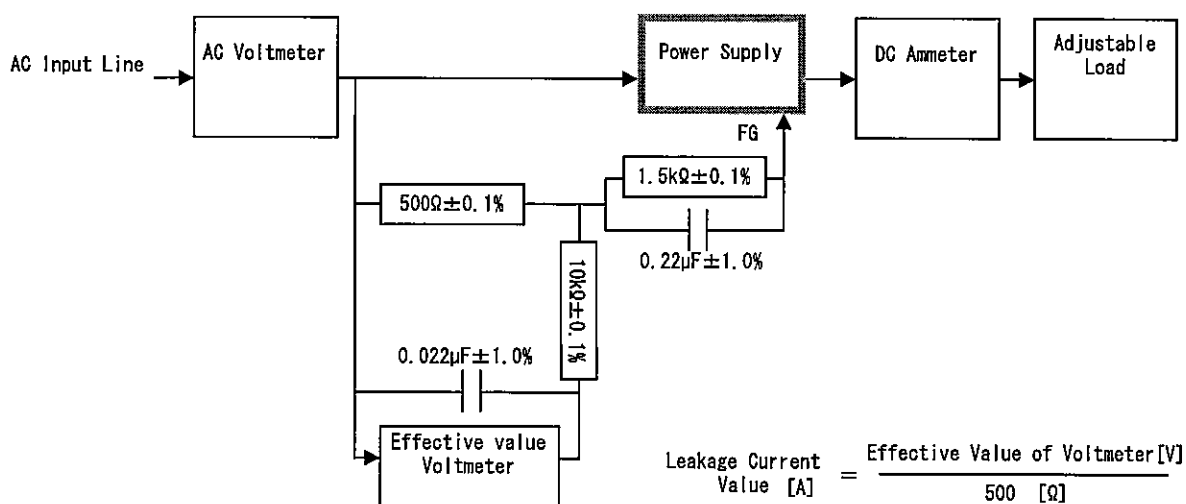 AC Input Line
AC Voltmeter
Power Supply
DC Ammeter
Adjustable
Load
FG
1.5kΩ±0.1%
500Ω±0.1%
0.22μF±1.0%
10kΩ±0.1%
0.022μF±1.0%
Effective value
Voltmeter
Leakage Current
Value [A]
=
Effective Value of Voltmeter[V]
500 [Ω]